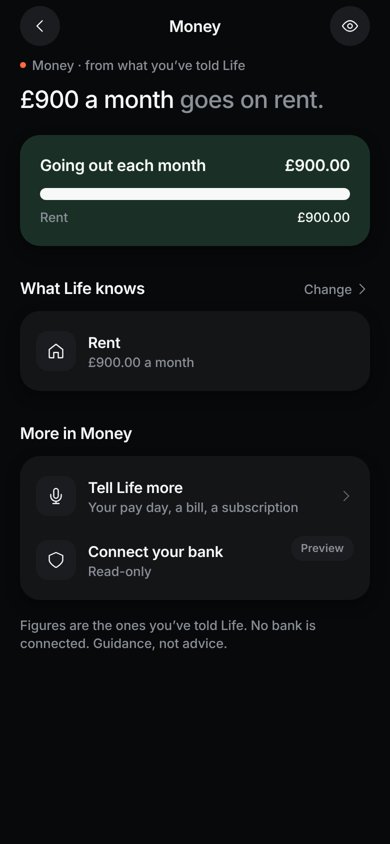 Money
Money · from what you’ve told Life
£900 a month goes on rent.
Going out each month £900.00
Rent £900.00
What Life knows Change
Rent
£900.00 a month
More in Money
Tell Life more
Your pay day, a bill, a subscription
Connect your bank Preview
Read-only
Figures are the ones you’ve told Life. No bank is
connected. Guidance, not advice.